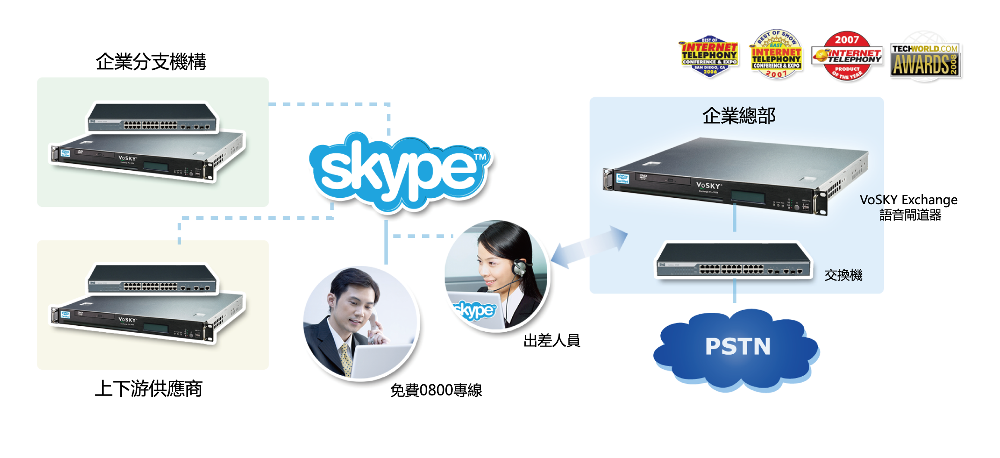 企業分支機構
VoSKY
上下游供應商
VoSKY
skype™
免費0800專線
skype
出差人員
BEST OF
INTERNET
TELEPHONY
CONFERENCE & EXPO
SAN DIEGO, CA
2006
BEST OF SHOW
EAST
INTERNET
TELEPHONY
CONFERENCE & EXPO
2007
2007
INTERNET
TELEPHONY
PRODUCT
OF THE YEAR
TECHWORLD.COM
AWARDS 2008
企業總部
skype
Certified
DVD
VoSKY
VoSKY Exchange
語音閘道器
交換機
PSTN